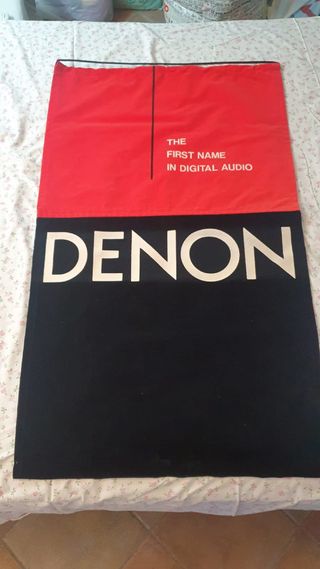 THE
FIRST NAME
IN DIGITAL AUDIO
DENON